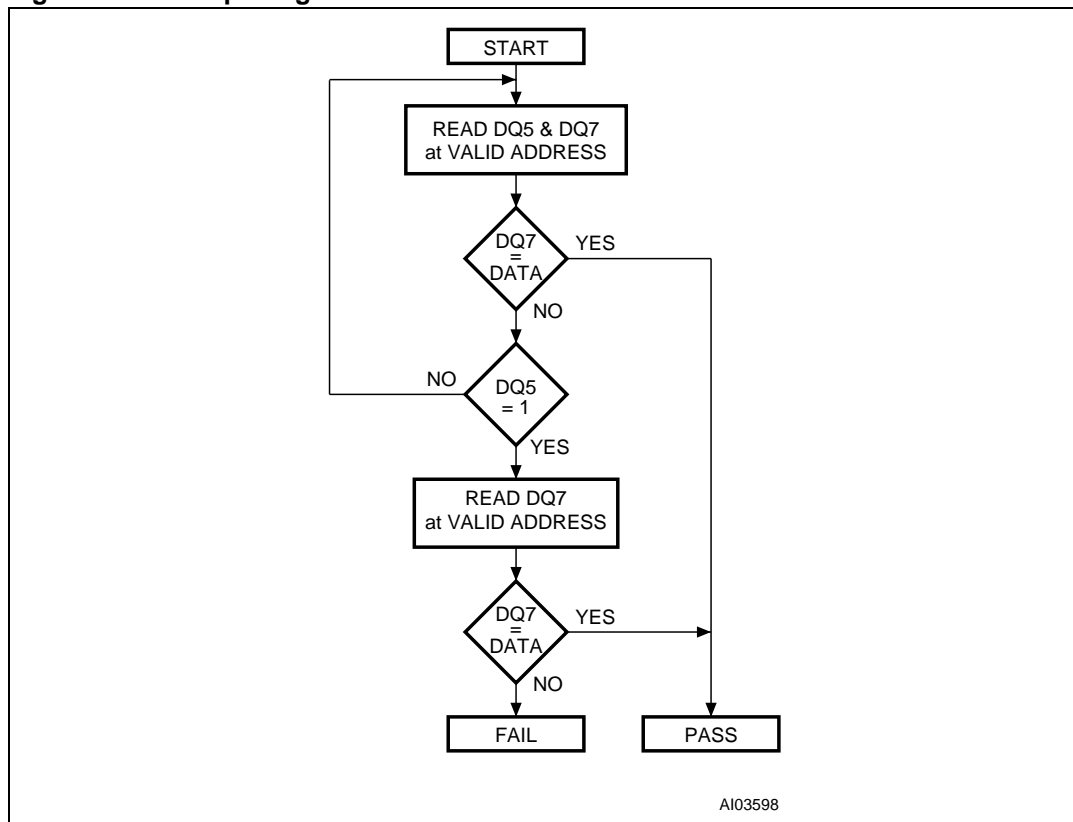 START
READ DQ5 & DQ7
at VALID ADDRESS
DQ7
=
DATA
YES
NO
NO
DQ5
= 1
YES
READ DQ7
at VALID ADDRESS
DQ7
=
DATA
YES
NO
FAIL
PASS
AI03598